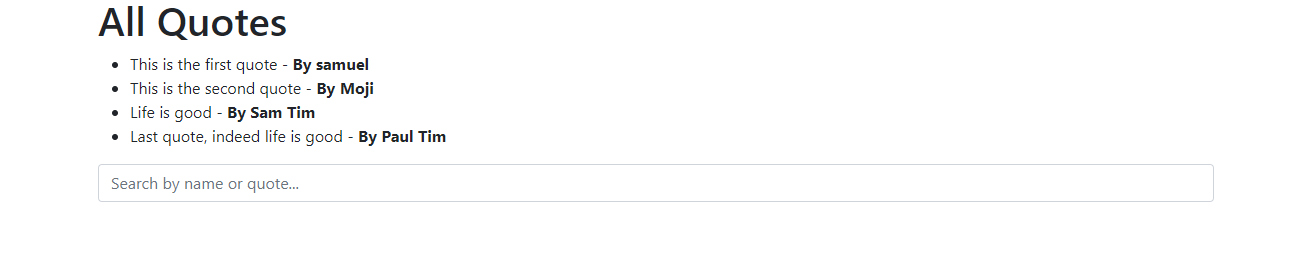 All Quotes
This is the first quote - By samuel
This is the second quote - By Moji
Life is good - By Sam Tim
Last quote, indeed life is good - By Paul Tim
Search by name or quote...